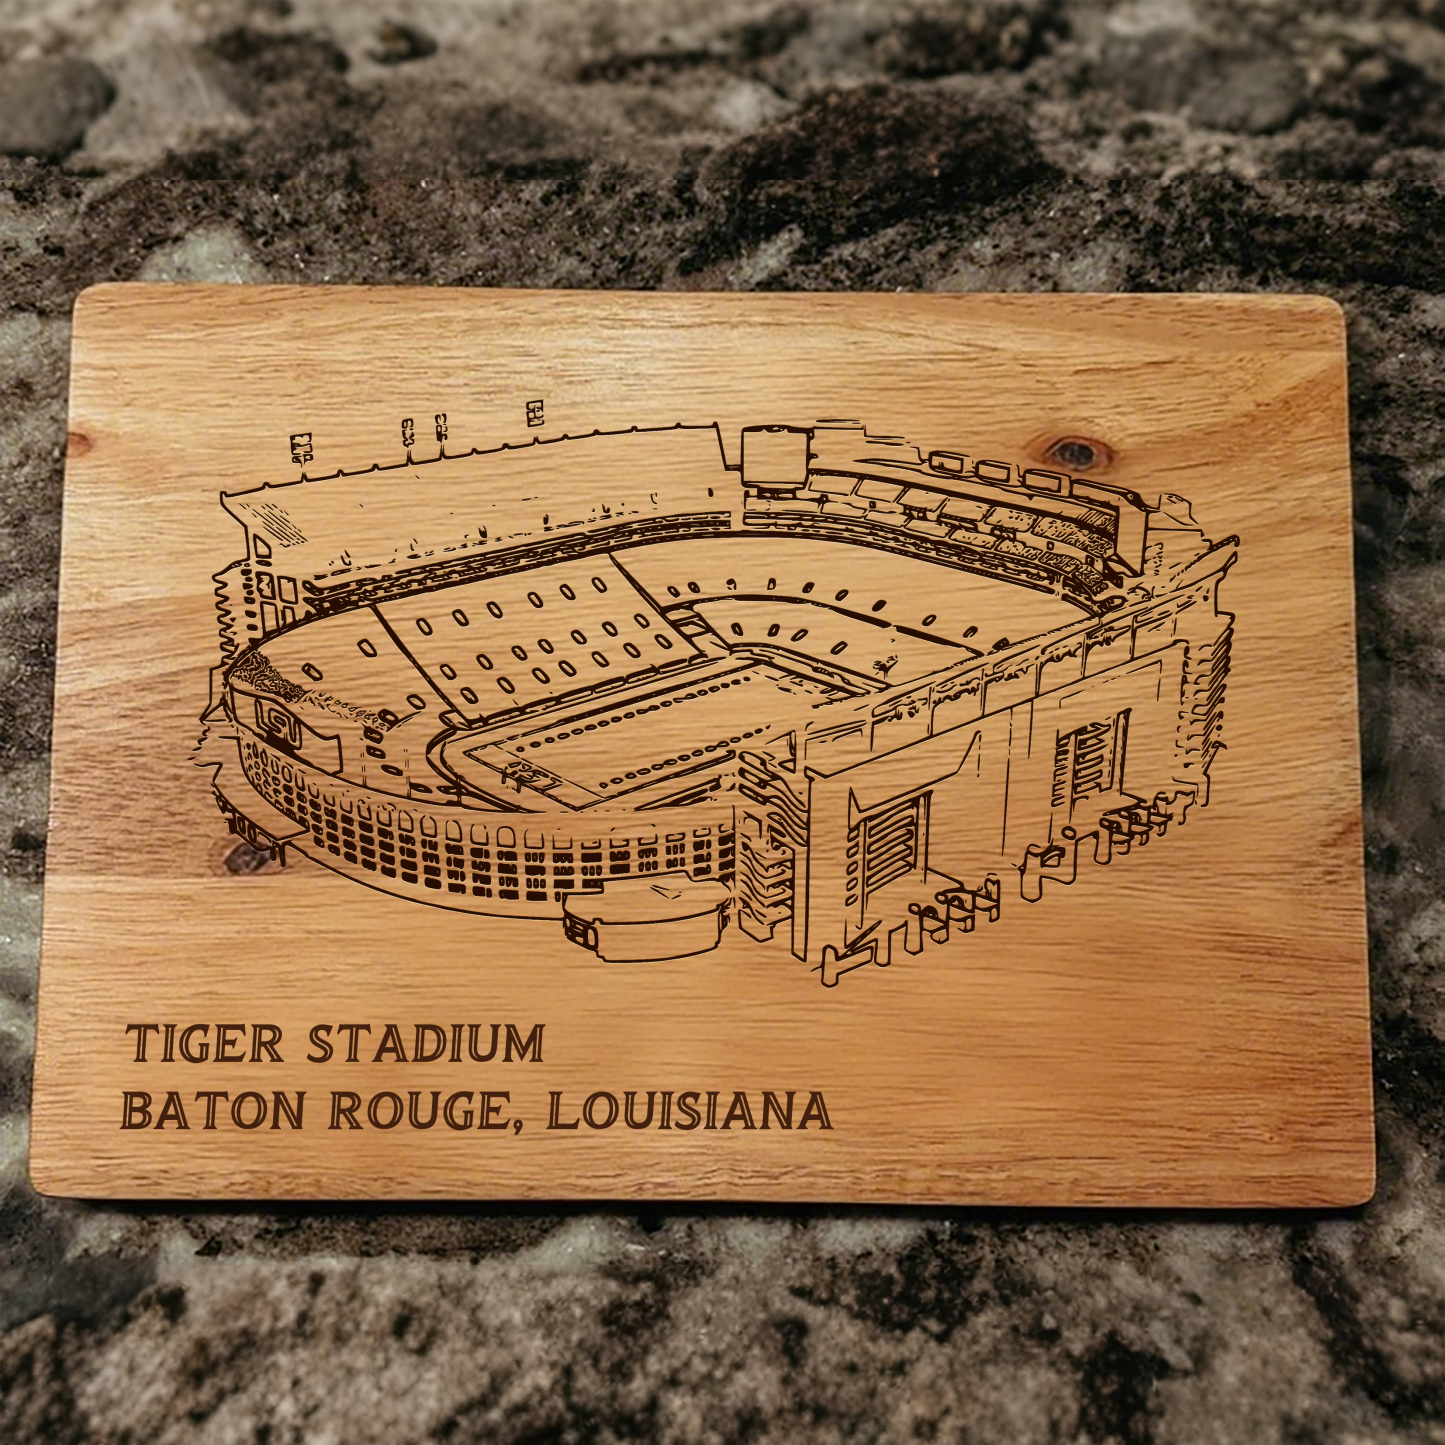 TIGER STADIUM
BATON ROUGE, LOUISIANA